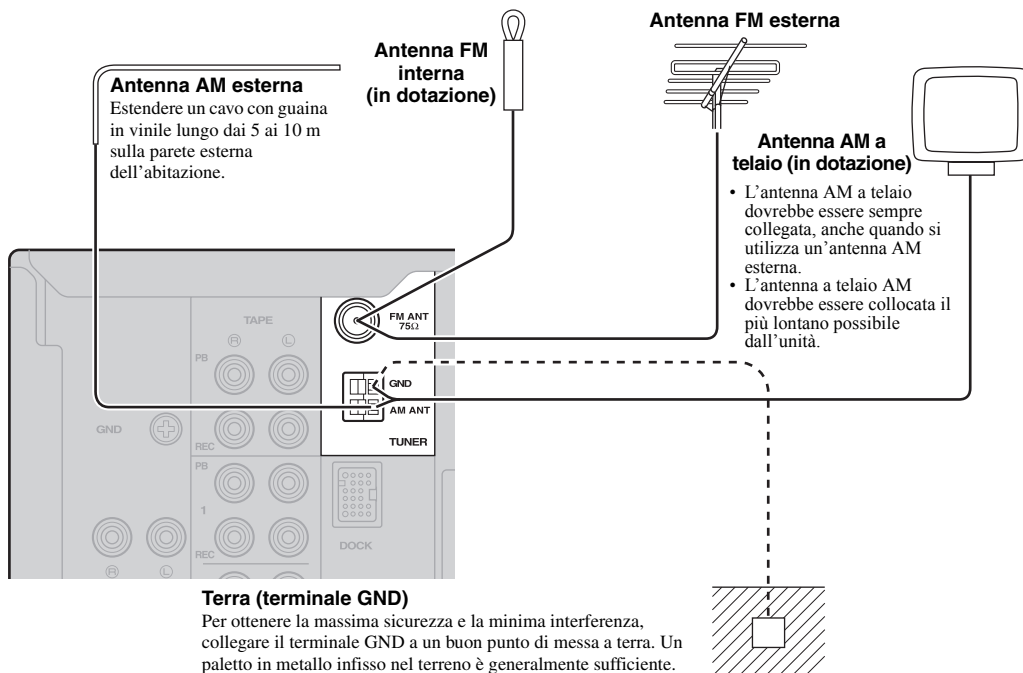 Antenna AM esterna
Estendere un cavo con guaina
in vinile lungo dai 5 ai 10 m
sulla parete esterna
dell'abitazione.
Antenna FM
interna
(in dotazione)
Antenna FM esterna
Antenna AM a
telaio (in dotazione)
• L'antenna AM a telaio
dovrebbe essere sempre
collegata, anche quando si
utilizza un'antenna AM
esterna.
• L'antenna a telaio AM
dovrebbe essere collocata il
più lontano possibile
dall'unità.
TAPE
R L
PB
REC
GND
PB
1
REC
R L
FM ANT
75Ω
GND
AM ANT
TUNER
DOCK
Terra (terminale GND)
Per ottenere la massima sicurezza e la minima interferenza,
collegare il terminale GND a un buon punto di messa a terra. Un
paletto in metallo infisso nel terreno è generalmente sufficiente.